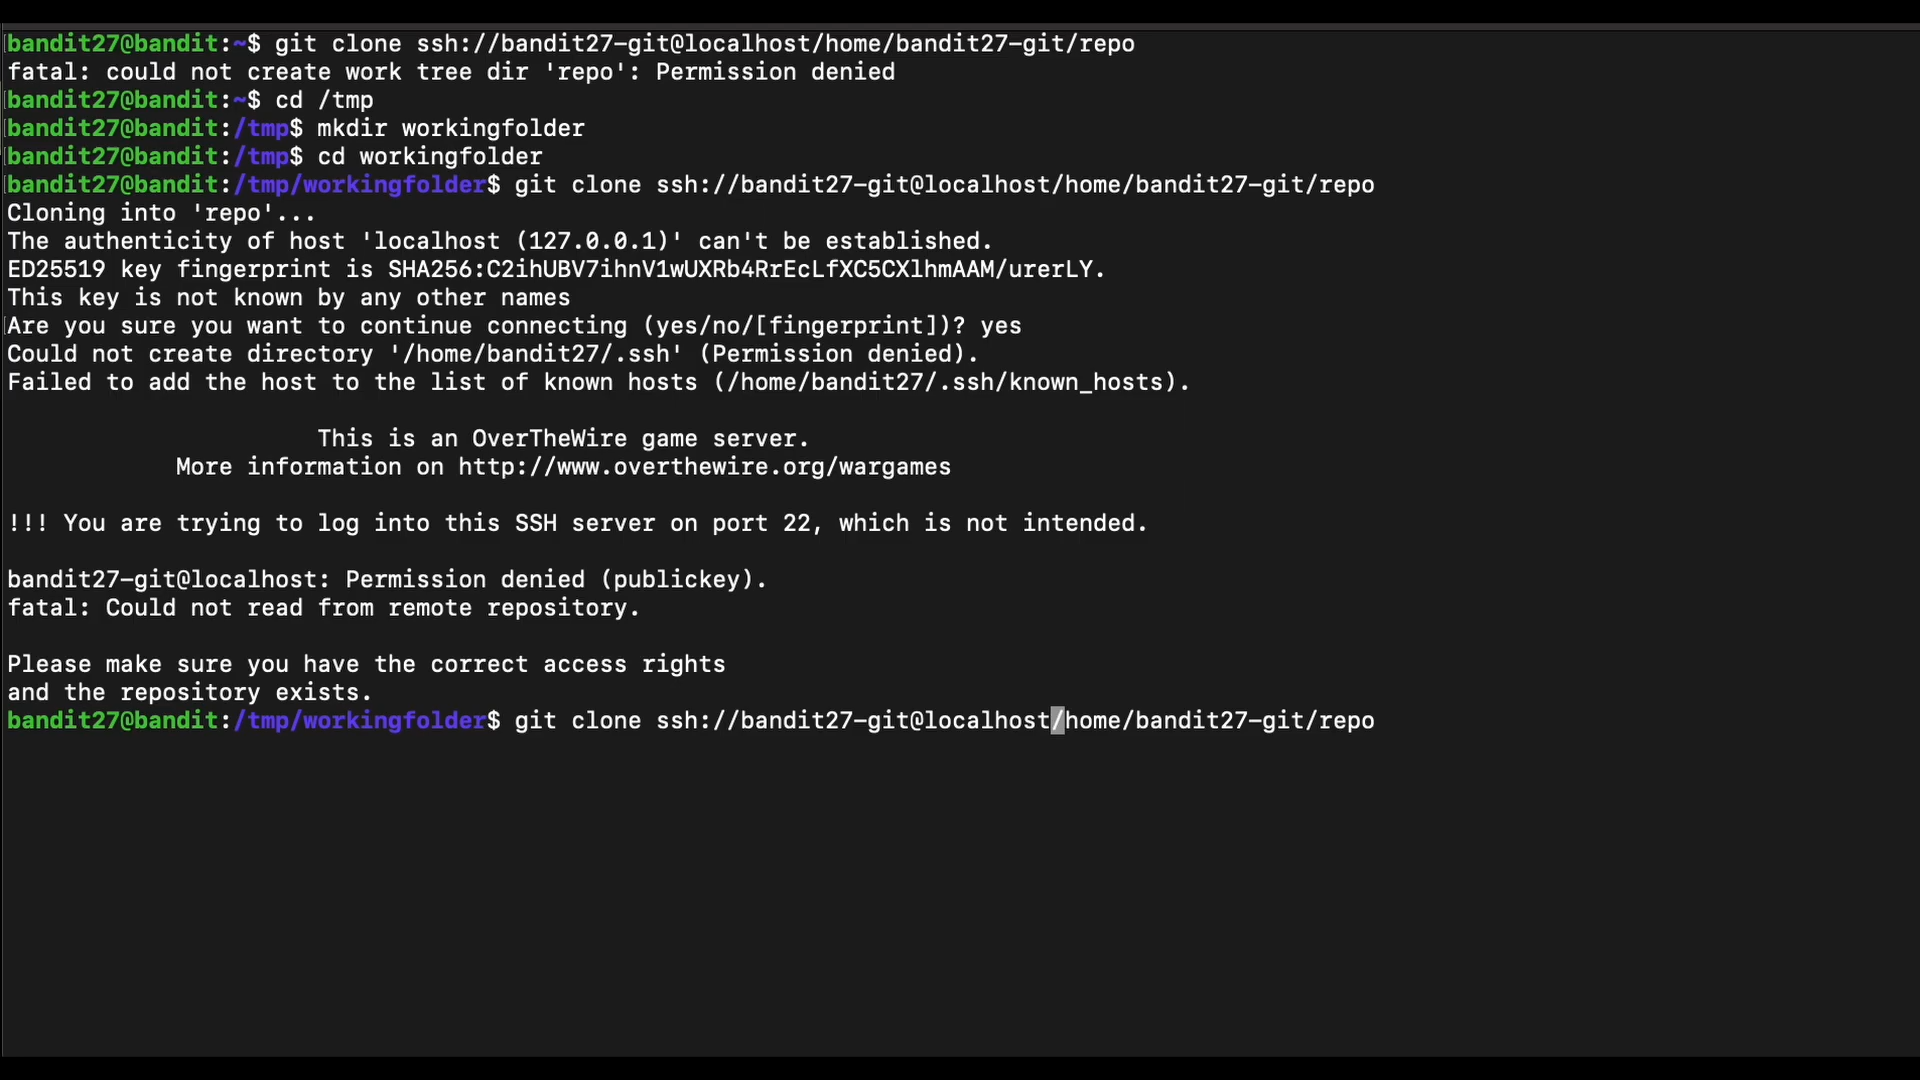 bandit27@bandit:~$ git clone ssh://bandit27-git@localhost/home/bandit27-git/repo
fatal: could not create work tree dir 'repo': Permission denied
bandit27@bandit:~$ cd /tmp
bandit27@bandit:/tmp$ mkdir workingfolder
bandit27@bandit:/tmp$ cd workingfolder
bandit27@bandit:/tmp/workingfolder$ git clone ssh://bandit27-git@localhost/home/bandit27-git/repo
Cloning into 'repo'...
The authenticity of host 'localhost (127.0.0.1)' can't be established.
ED25519 key fingerprint is SHA256:C2ihUBV7ihnV1wUXRb4RrEcLfXC5CXlhmAAM/urerLY.
This key is not known by any other names
Are you sure you want to continue connecting (yes/no/[fingerprint])? yes
Could not create directory '/home/bandit27/.ssh' (Permission denied).
Failed to add the host to the list of known hosts (/home/bandit27/.ssh/known_hosts).
This is an OverTheWire game server.
More information on http://www.overthewire.org/wargames
!!! You are trying to log into this SSH server on port 22, which is not intended.
bandit27-git@localhost: Permission denied (publickey).
fatal: Could not read from remote repository.
Please make sure you have the correct access rights
and the repository exists.
bandit27@bandit:/tmp/workingfolder$ git clone ssh://bandit27-git@localhost/home/bandit27-git/repo